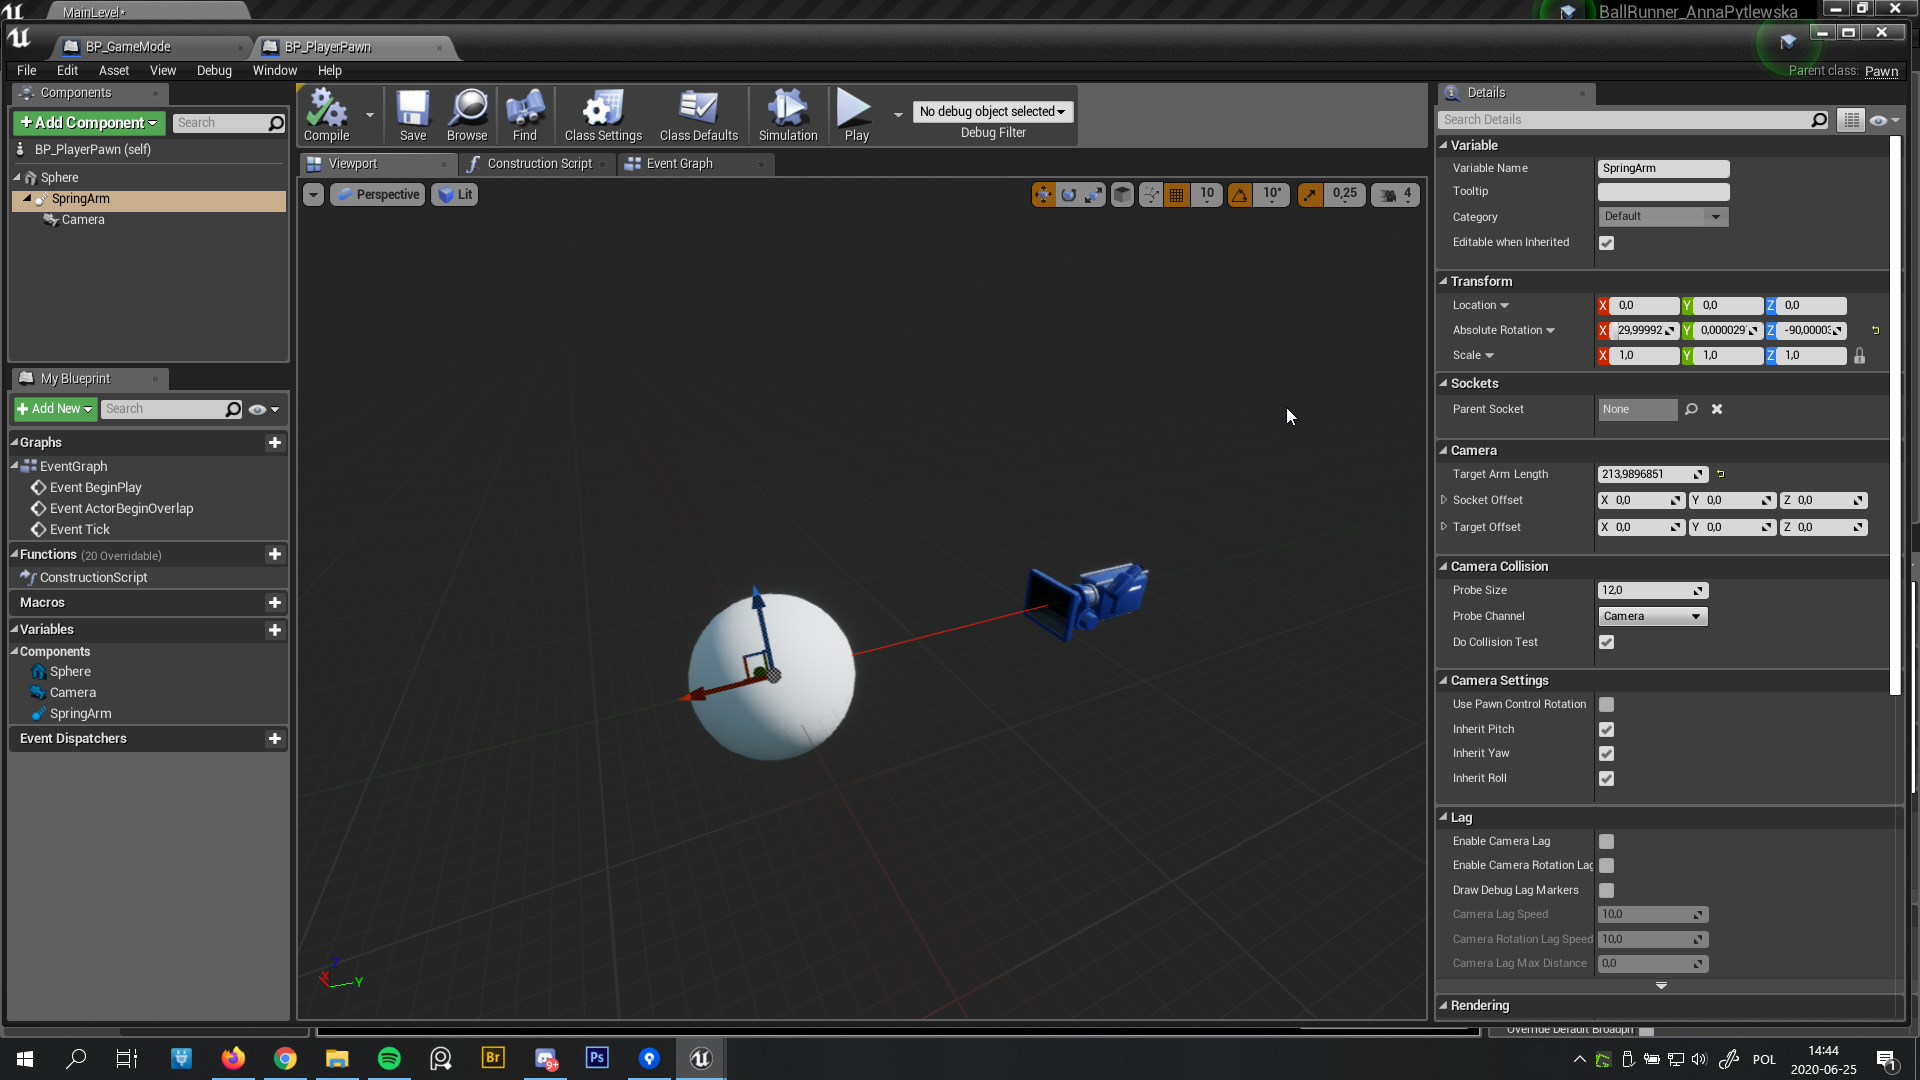 MainLevel*
BallRunner_AnnaPytlewska
BP_GameMode
BP_PlayerPawn
File Edit Asset View Debug Window Help
Parent class: Pawn
Components
+Add Component
Search
BP_PlayerPawn (self)
Sphere
SpringArm
Camera
My Blueprint
+Add New
Search
Graphs
EventGraph
Event BeginPlay
Event ActorBeginOverlap
Event Tick
Functions (20 Overridable)
ConstructionScript
Macros
Variables
Components
Sphere
Camera
SpringArm
Event Dispatchers
Compile
Save
Browse
Find
Class Settings
Class Defaults
Simulation
Play
No debug object selected
Debug Filter
Viewport
Construction Script
Event Graph
Perspective
Lit
10
10°
0,25
4
X
Y
Z
Details
Search Details
Variable
Variable Name SpringArm
Tooltip
Category Default
Editable when Inherited
Transform
Location X 0,0 Y 0,0 Z 0,0
Absolute Rotation X 29,99992 Y 0,000029 Z -90,00003
Scale X 1,0 Y 1,0 Z 1,0
Sockets
Parent Socket None
Camera
Target Arm Length 213,9896851
Socket Offset X 0,0 Y 0,0 Z 0,0
Target Offset X 0,0 Y 0,0 Z 0,0
Camera Collision
Probe Size 12,0
Probe Channel Camera
Do Collision Test
Camera Settings
Use Pawn Control Rotation
Inherit Pitch
Inherit Yaw
Inherit Roll
Lag
Enable Camera Lag
Enable Camera Rotation Lag
Draw Debug Lag Markers
Camera Lag Speed 10,0
Camera Rotation Lag Speed 10,0
Camera Lag Max Distance 0,0
Rendering
Override Default Broadph
Br
9+
Ps
POL
14:44
2020-06-25
1